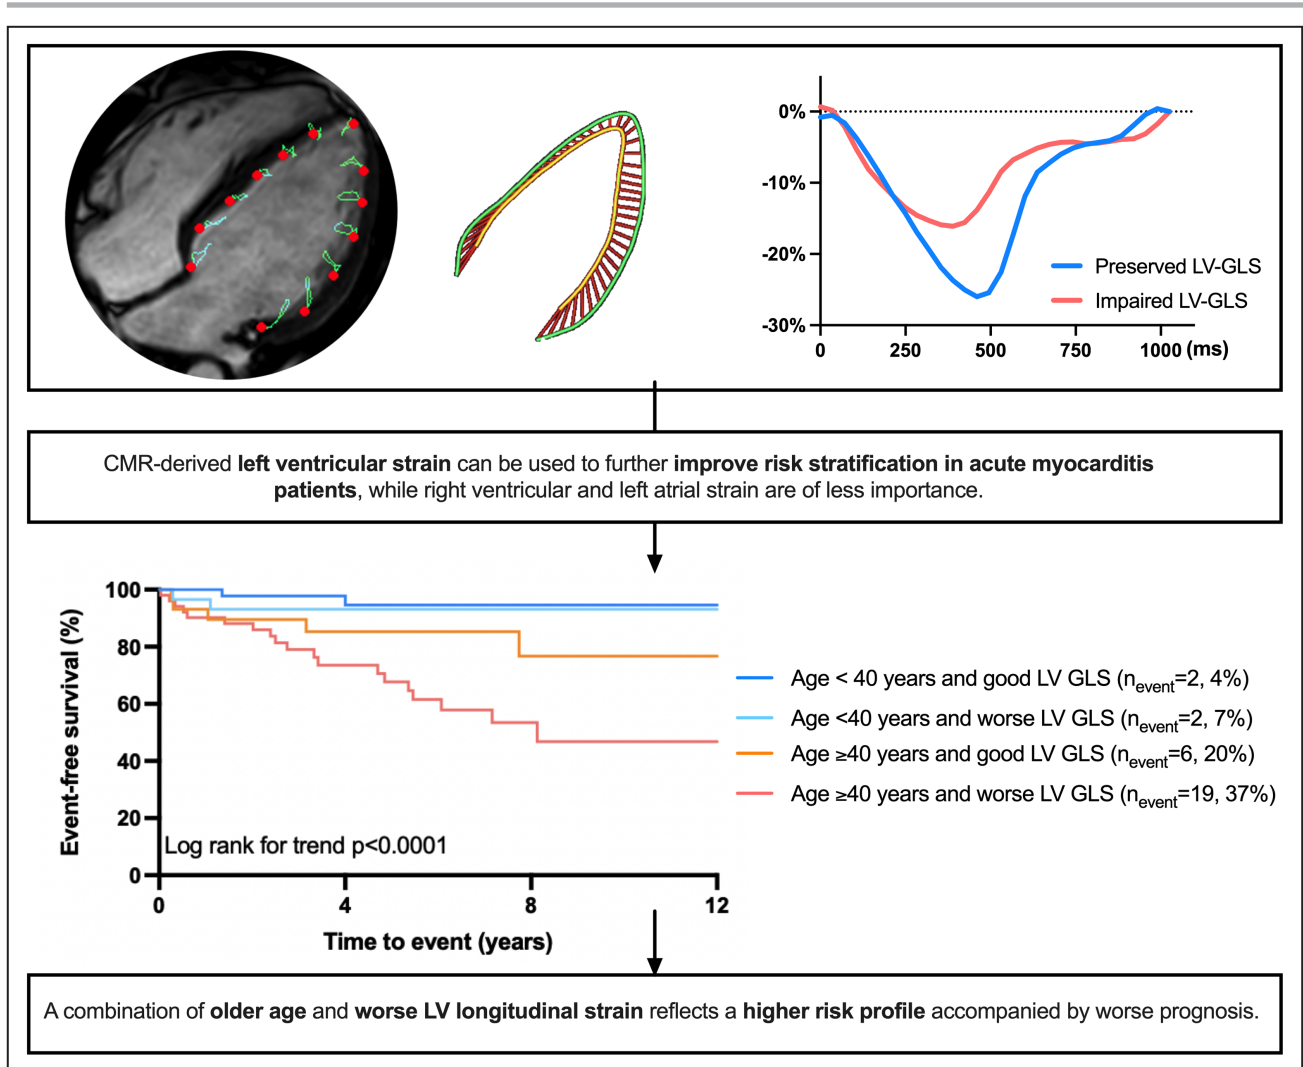 0%
-10%
-20%
-30%
0 250 500 750 1000 (ms)
Preserved LV-GLS
Impaired LV-GLS
CMR-derived left ventricular strain can be used to further improve risk stratification in acute myocarditis
patients, while right ventricular and left atrial strain are of less importance.
Event-free survival (%)
100
80
60
40
20
0
Log rank for trend p<0.0001
0 4 8 12
Time to event (years)
Age < 40 years and good LV GLS (nevent=2, 4%)
Age <40 years and worse LV GLS (nevent=2, 7%)
Age ≥40 years and good LV GLS (nevent=6, 20%)
Age ≥40 years and worse LV GLS (nevent=19, 37%)
A combination of older age and worse LV longitudinal strain reflects a higher risk profile accompanied by worse prognosis.